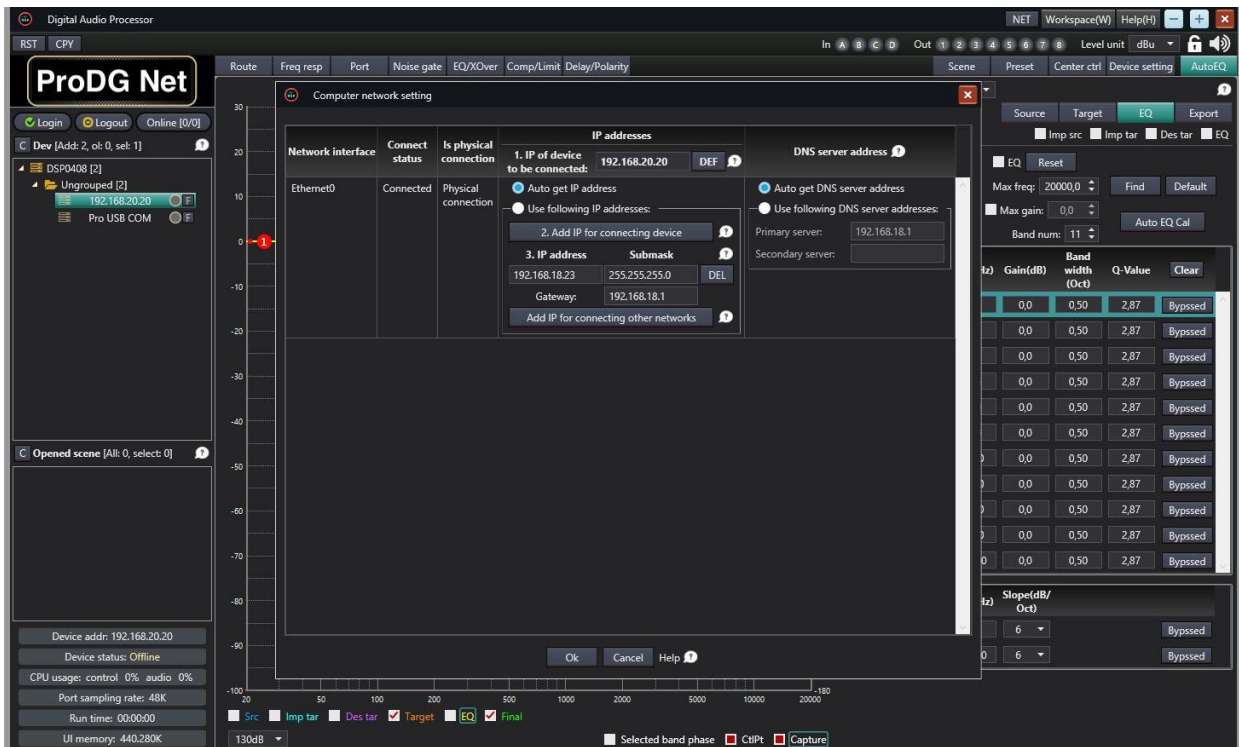 Digital Audio Processor
NET Workspace(W) Help(H)
RST CPY
In A B C D Out 1 2 3 4 5 6 7 8 Level unit dBu
ProDG Net
Route Freq resp Port Noise gate EQ/XOver Comp/Limit Delay/Polarity Scene Preset Center ctrl Device setting AutoEQ
Login Logout Online [0/0]
C Dev [Add: 2, ol: 0, sel: 1]
DSP0408 [2]
Ungrouped [2]
192.168.20.20 F
Pro USB COM F
C Opened scene [All: 0, select: 0]
Device addr: 192.168.20.20
Device status: Offline
CPU usage: control 0% audio 0%
Port sampling rate: 48K
Run time: 00:00:00
UI memory: 440.280K
Computer network setting
Network interface
Connect status
Is physical connection
IP addresses
1. IP of device to be connected: 192.168.20.20 DEF
DNS server address
Ethernet0 Connected Physical connection
Auto get IP address
Use following IP addresses:
2. Add IP for connecting device
3. IP address Submask
192.168.18.23 255.255.255.0 DEL
Gateway: 192.168.18.1
Add IP for connecting other networks
Auto get DNS server address
Use following DNS server addresses:
Primary server: 192.168.18.1
Secondary server:
Ok Cancel Help
Source Target EQ Export
Imp src Imp tar Des tar EQ
EQ Reset
Max freq: 20000,0 Find Default
Max gain: 0,0
Auto EQ Cal
Band num: 11
Hz) Gain(dB) Band width (Oct) Q-Value Clear
0,0 0,50 2,87 Bypssed
0,0 0,50 2,87 Bypssed
0,0 0,50 2,87 Bypssed
0,0 0,50 2,87 Bypssed
0,0 0,50 2,87 Bypssed
0,0 0,50 2,87 Bypssed
0,0 0,50 2,87 Bypssed
0,0 0,50 2,87 Bypssed
0,0 0,50 2,87 Bypssed
0,0 0,50 2,87 Bypssed
0,0 0,50 2,87 Bypssed
Hz) Slope(dB/Oct)
6 Bypssed
0 6 Bypssed
30
20
10
0 1
-10
-20
-30
-40
-50
-60
-70
-80
-90
-100 -180
20 50 100 200 500 1000 2000 5000 10000 20000
Src Imp tar Des tar Target EQ Final
130dB Selected band phase CtlPt Capture